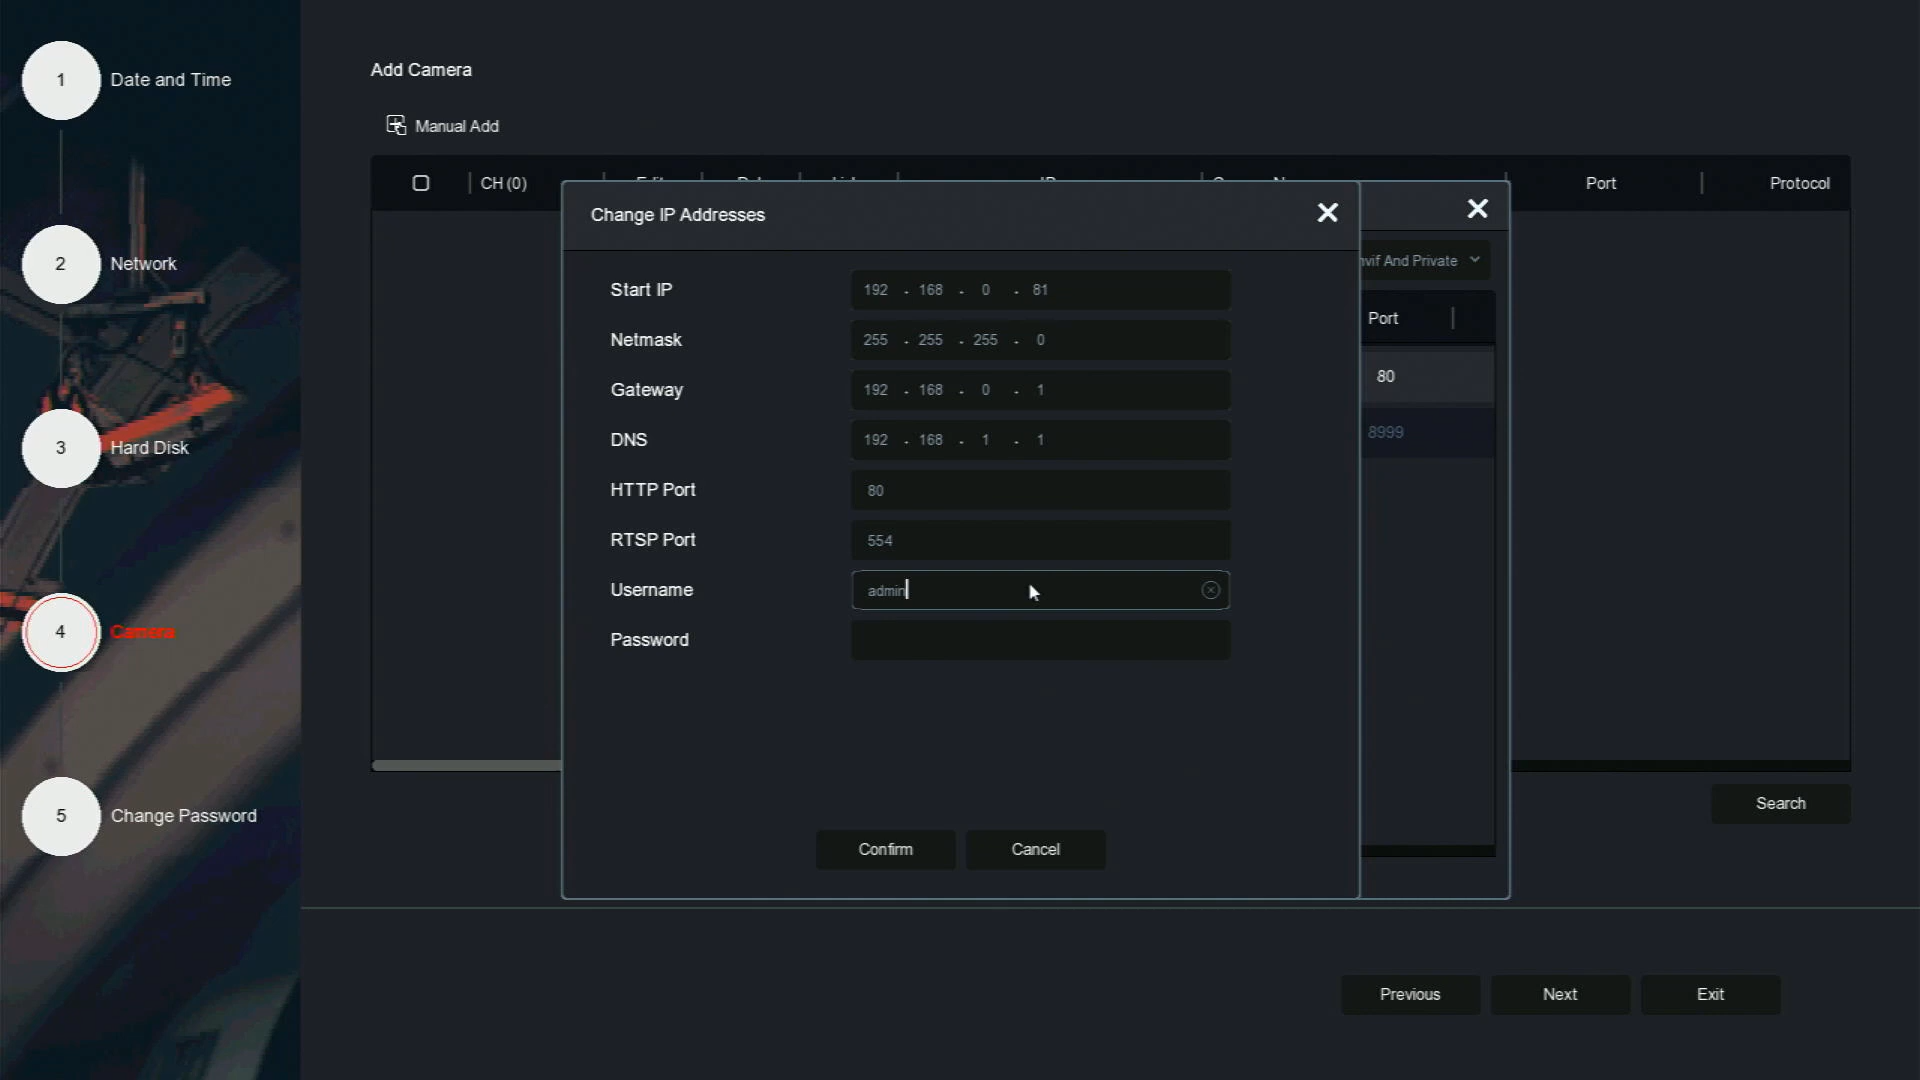 1 Date and Time
2 Network
3 Hard Disk
4 Camera
5 Change Password
Add Camera
Manual Add
CH (0)
Port
Protocol
Change IP Addresses
Start IP 192 . 168 . 0 . 81
Netmask 255 . 255 . 255 . 0
Gateway 192 . 168 . 0 . 1
DNS 192 . 168 . 1 . 1
HTTP Port 80
RTSP Port 554
Username admin
Password
Confirm Cancel
And Private
Port
80
8999
Search
Previous Next Exit